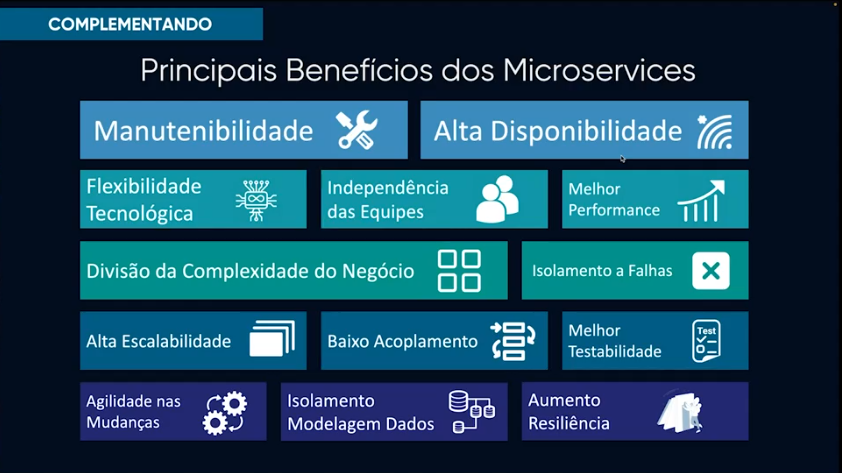 COMPLEMENTANDO
Principais Benefícios dos Microservices
Manutenibilidade
Alta Disponibilidade
Flexibilidade
Tecnológica
Independência
das Equipes
Melhor
Performance
Divisão da Complexidade do Negócio
Isolamento a Falhas
Alta Escalabilidade
Baixo Acoplamento
Melhor
Testabilidade
Test
Agilidade nas
Mudanças
Isolamento
Modelagem Dados
Aumento
Resiliência